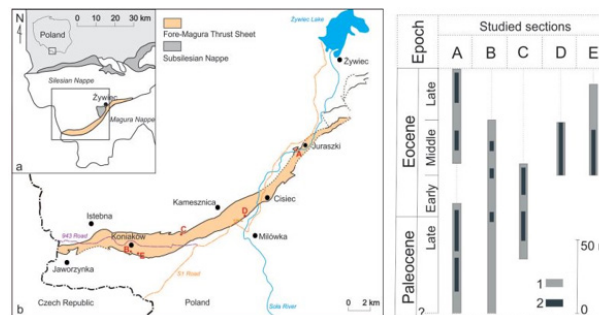 N
Poland
0 10 20 30 km
Fore-Magura Thrust Sheet
Subsilesian Nappe
Silesian Nappe
Żywiec
Magura Nappe
a
Żywiec Lake
Żywiec
A
Juraszki
Kamesznica
Cisiec
Istebna
C
D
943 Road
Koniaków
Milówka
B
E
Jaworzynka
S1 Road
Soła River
Czech Republic
Poland
b
0 2 km
Epoch
Studied sections
A B C D E
Eocene
Late
Middle
Early
Paleocene
Late
50 m
1
2
?
0